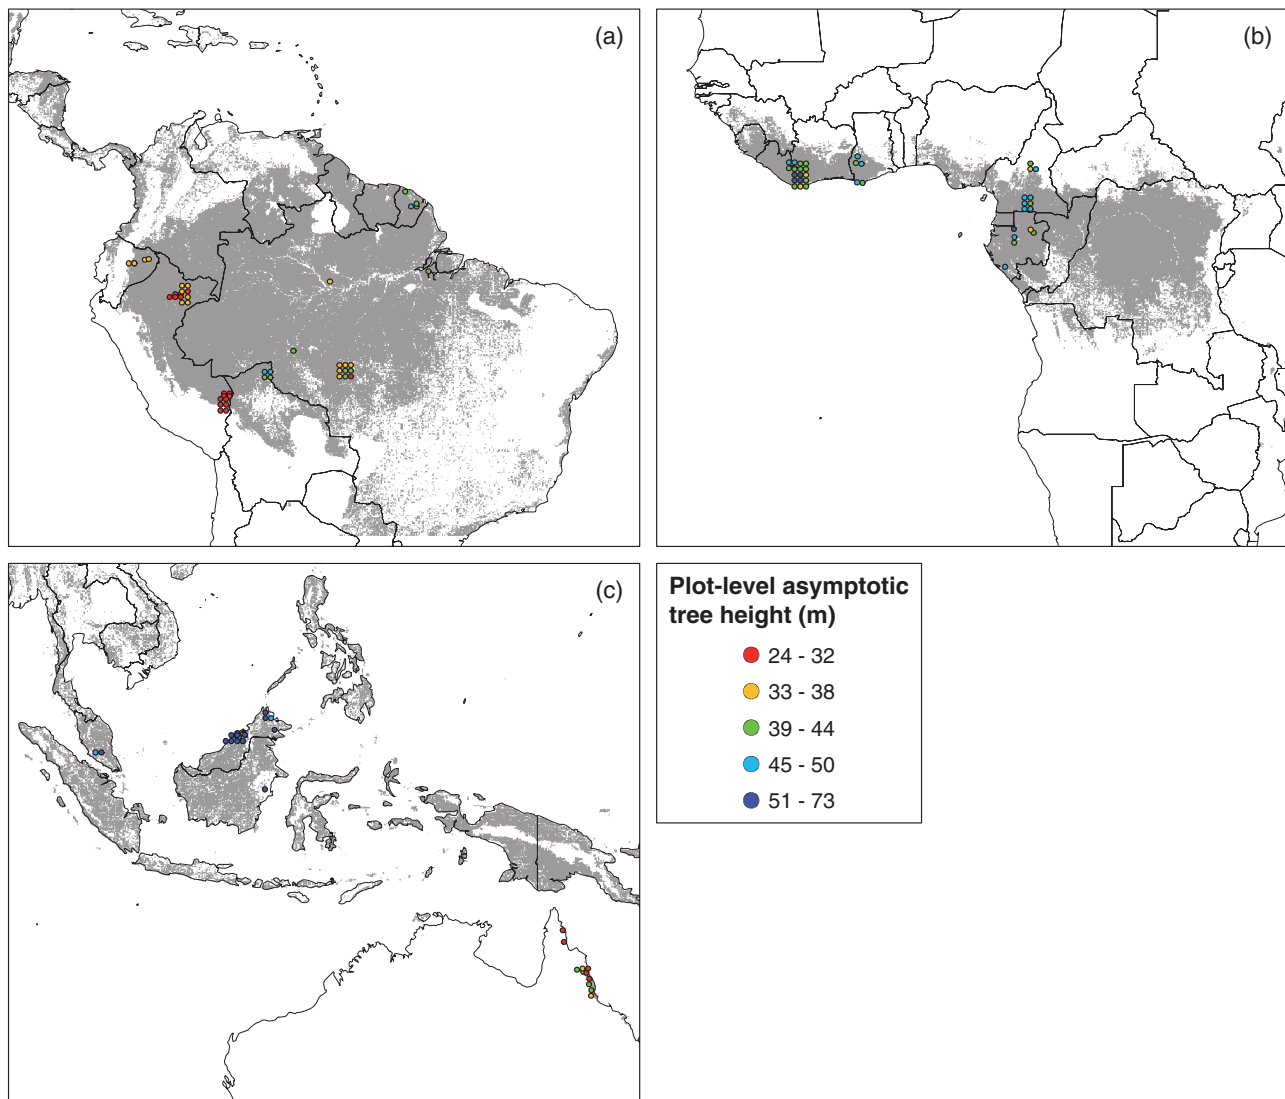 (a)
(b)
(c)
Plot-level asymptotic
tree height (m)
24 - 32
33 - 38
39 - 44
45 - 50
51 - 73